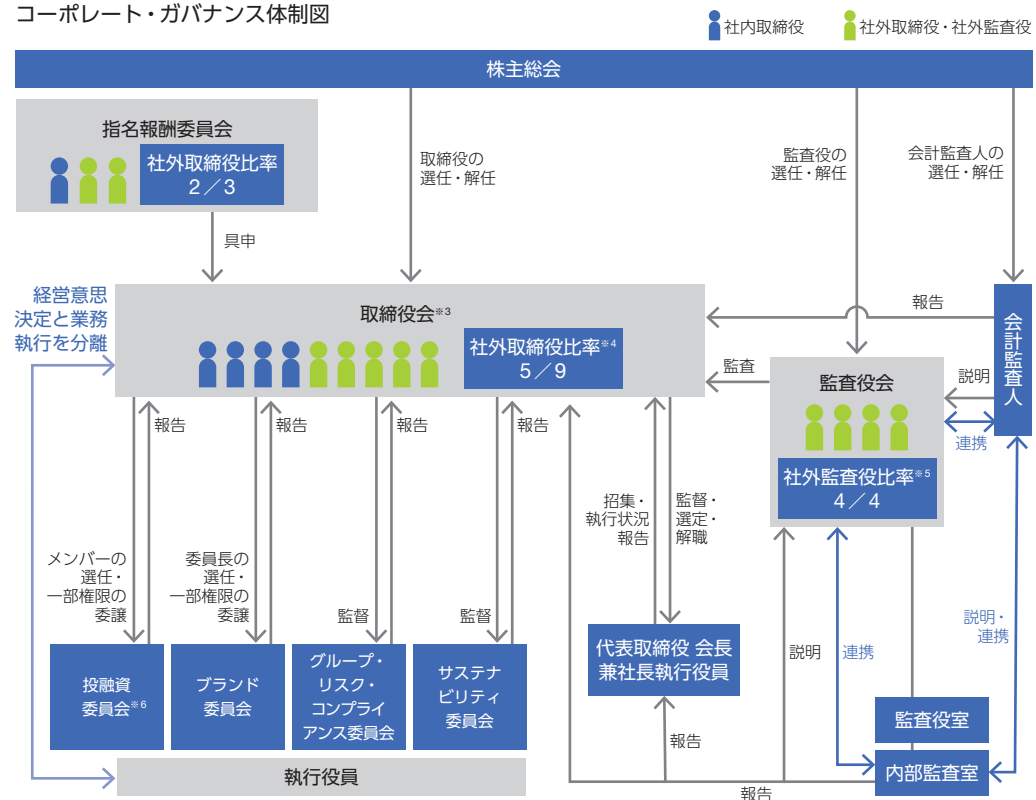 コーポレート・ガバナンス体制図
社内取締役
社外取締役・社外監査役
株主総会
指名報酬委員会
社外取締役比率
2／3
取締役の
選任・解任
監査役の
選任・解任
会計監査人の
選任・解任
具申
経営意思
決定と業務
執行を分離
取締役会※3
社外取締役比率※4
5／9
報告
会計監査人
監査
監査役会
説明
連携
社外監査役比率※5
4／4
報告
報告
報告
報告
招集・
執行状況
報告
監督・
選定・
解職
メンバーの
選任・
一部権限の
委譲
委員長の
選任・
一部権限の
委譲
監督
監督
説明
連携
説明・
連携
投融資
委員会※6
ブランド
委員会
グループ・
リスク・
コンプライ
アンス委員会
サステナ
ビリティ
委員会
代表取締役 会長
兼社長執行役員
監査役室
報告
執行役員
内部監査室
報告